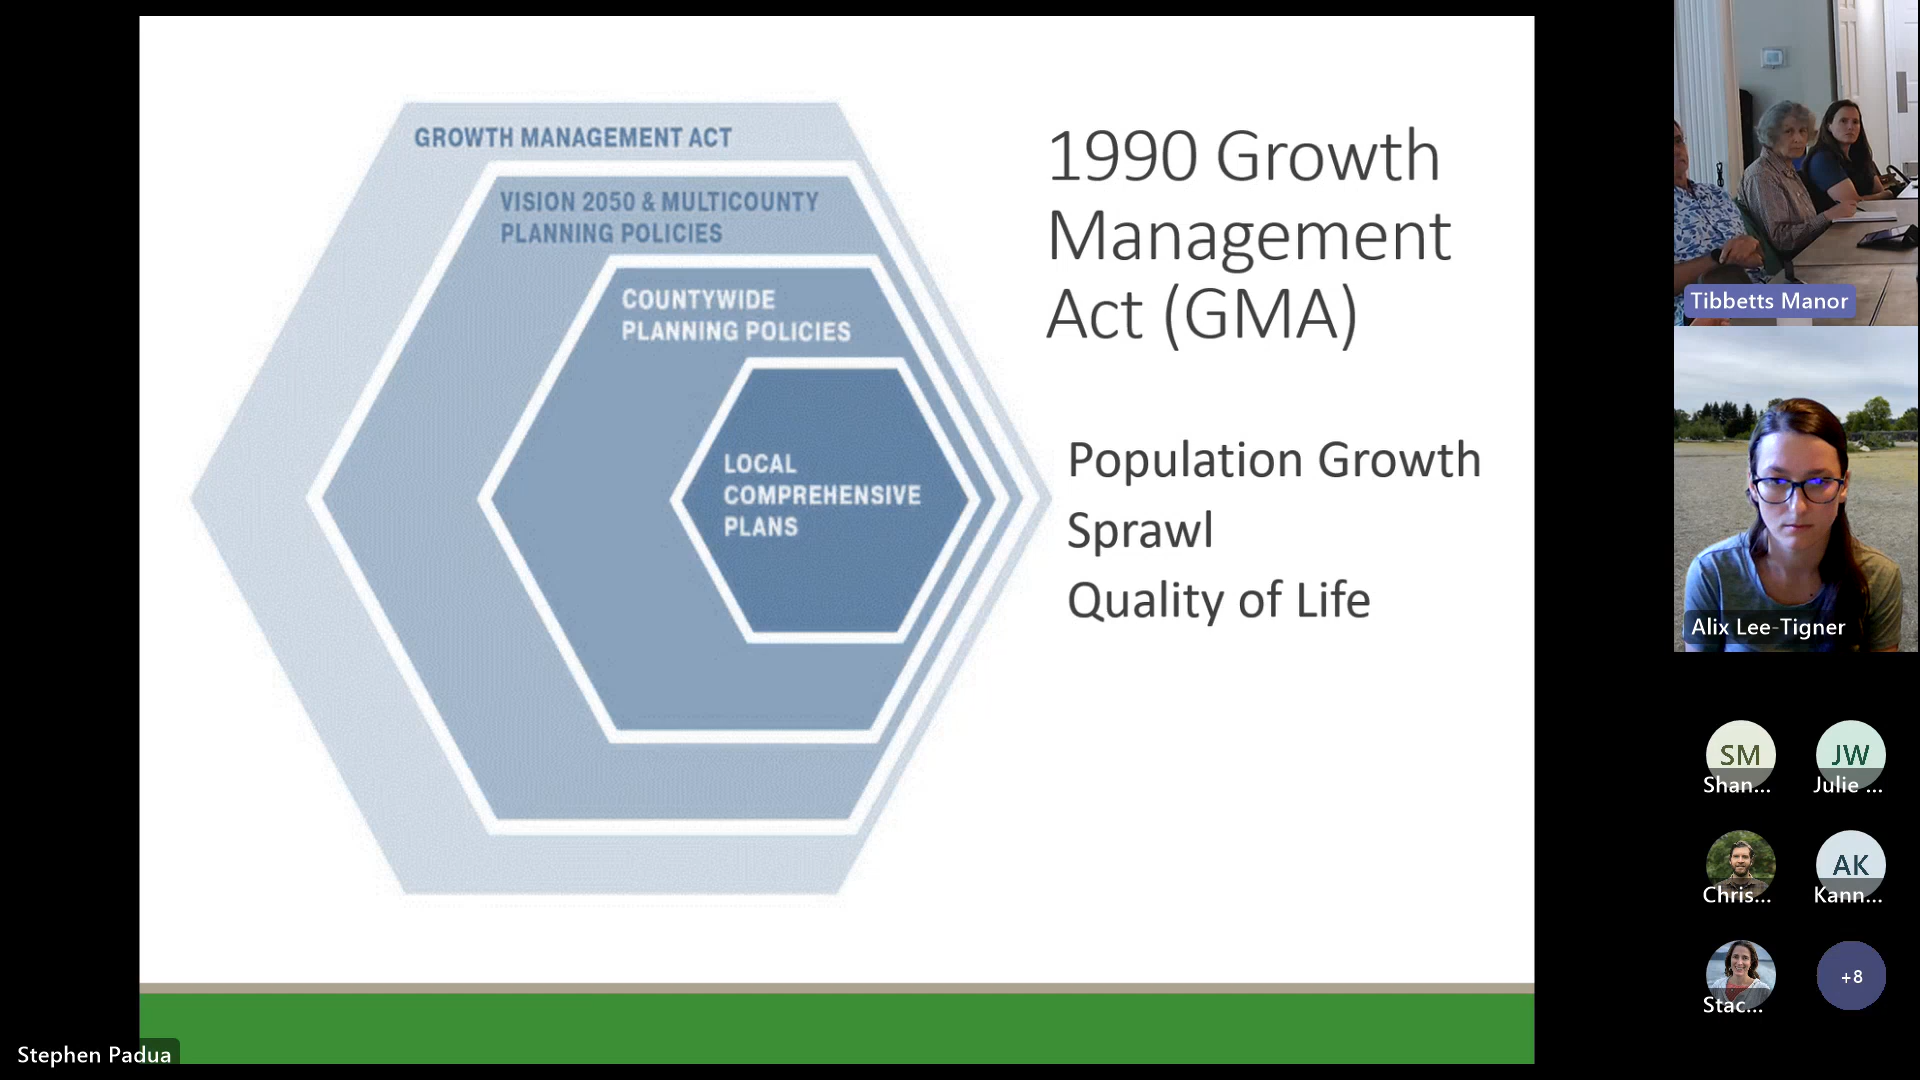 GROWTH MANAGEMENT ACT
VISION 2050 & MULTICOUNTY
PLANNING POLICIES
COUNTYWIDE
PLANNING POLICIES
LOCAL
COMPREHENSIVE
PLANS
1990 Growth
Management
Act (GMA)
Population Growth
Sprawl
Quality of Life
Tibbetts Manor
Alix Lee-Tigner
SM
Shan...
JW
Julie ...
Chris...
AK
Kann...
Stac...
+8
Stephen Padua